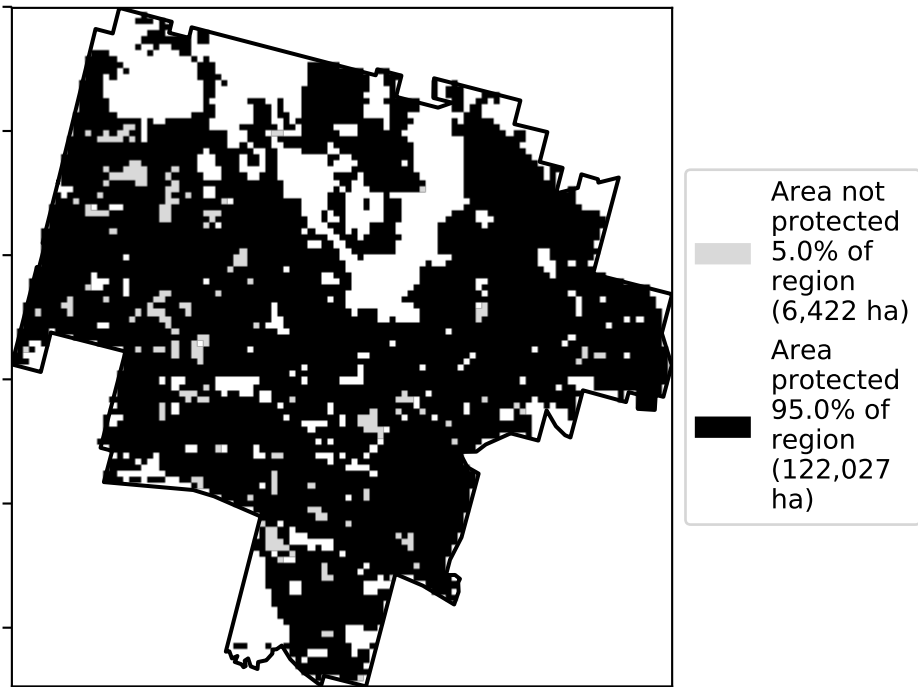 Area not
protected
5.0% of
region
(6,422 ha)
Area
protected
95.0% of
region
(122,027
ha)